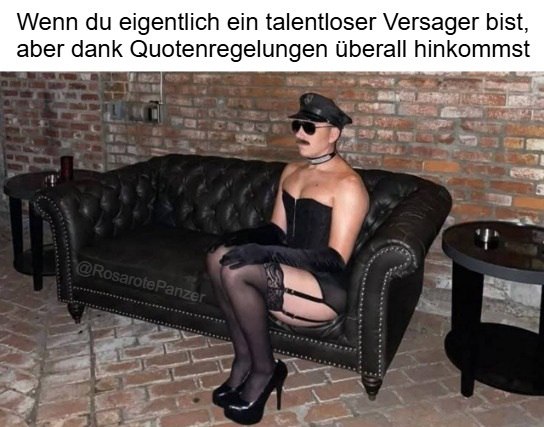 Wenn du eigentlich ein talentloser Versager bist,
aber dank Quotenregelungen überall hinkommst
@RosarotePanzer